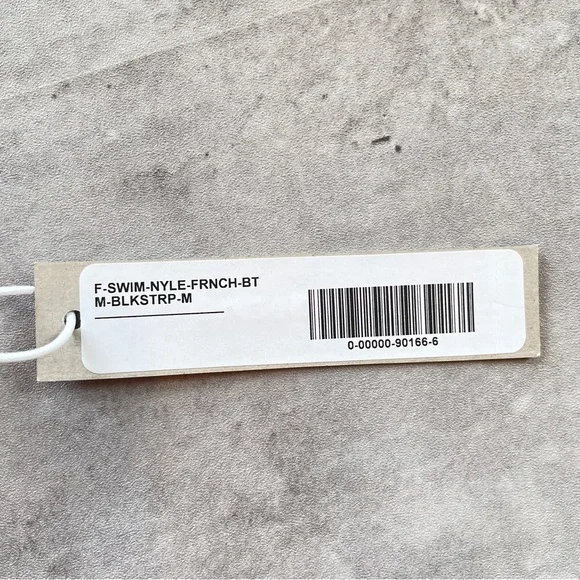 F-SWIM-NYLE-FRNCH-BT
M-BLKSTRP-M
0-00000-90166-6